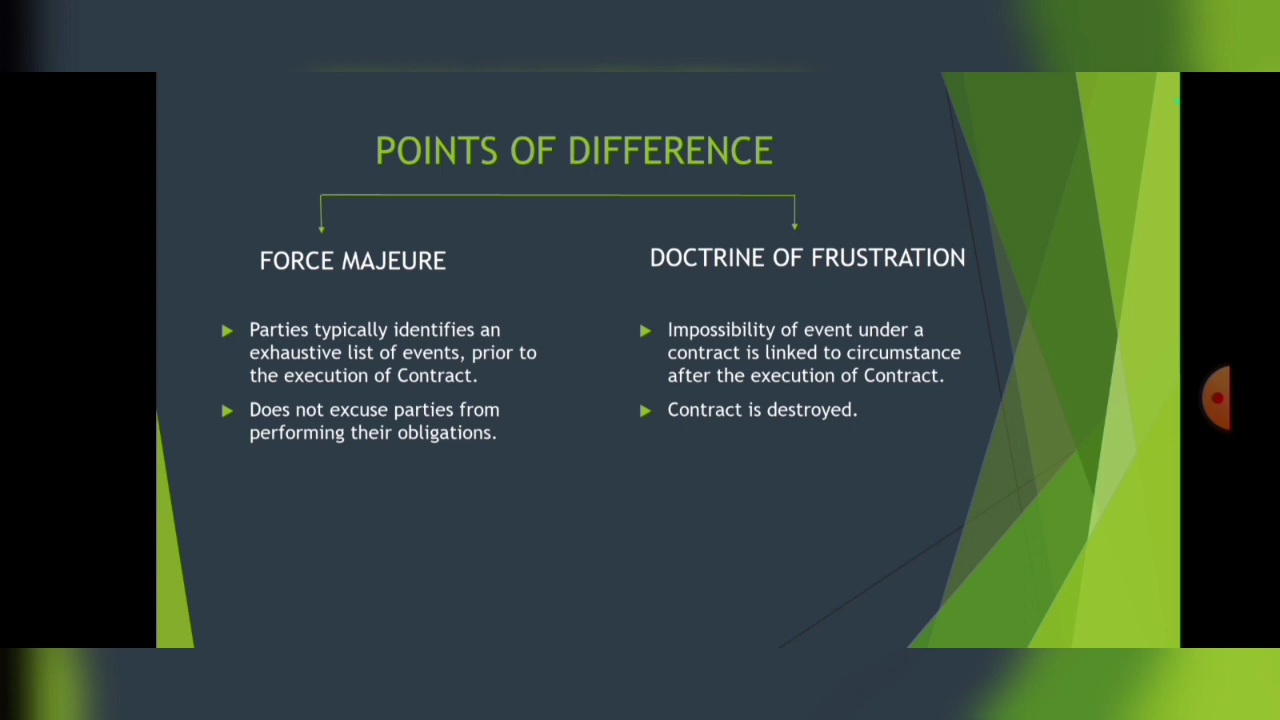 POINTS OF DIFFERENCE
FORCE MAJEURE
Parties typically identifies an
exhaustive list of events, prior to
the execution of Contract.
Does not excuse parties from
performing their obligations.
DOCTRINE OF FRUSTRATION
Impossibility of event under a
contract is linked to circumstance
after the execution of Contract.
Contract is destroyed.